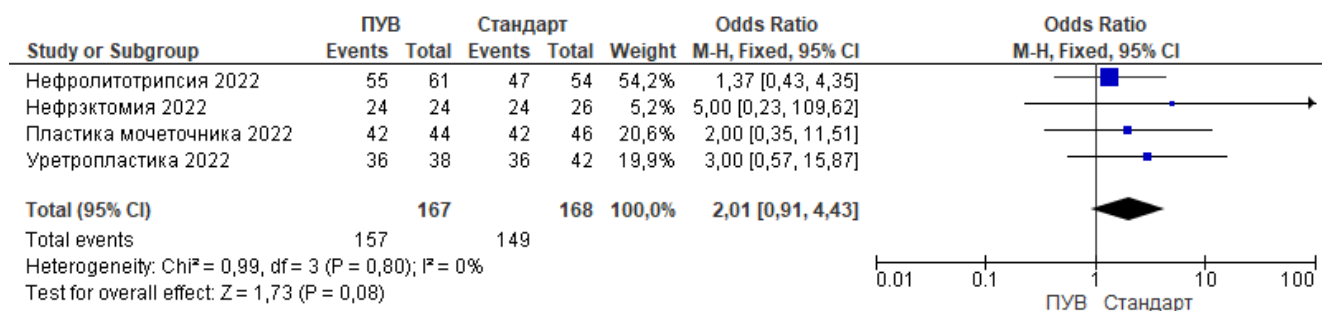 ПУВ Стандарт Odds Ratio Odds Ratio
Study or Subgroup Events Total Events Total Weight M-H, Fixed, 95% CI M-H, Fixed, 95% CI
Нефролитотрипсия 2022 55 61 47 54 54,2% 1,37 [0,43, 4,35]
Нефрэктомия 2022 24 24 24 26 5,2% 5,00 [0,23, 109,62]
Пластика мочеточника 2022 42 44 42 46 20,6% 2,00 [0,35, 11,51]
Уретропластика 2022 36 38 36 42 19,9% 3,00 [0,57, 15,87]
Total (95% CI) 167 168 100,0% 2,01 [0,91, 4,43]
Total events 157 149
Heterogeneity: Chi² = 0,99, df = 3 (P = 0,80); I² = 0%
Test for overall effect: Z = 1,73 (P = 0,08)
0.01 0.1 1 10 100
ПУВ Стандарт